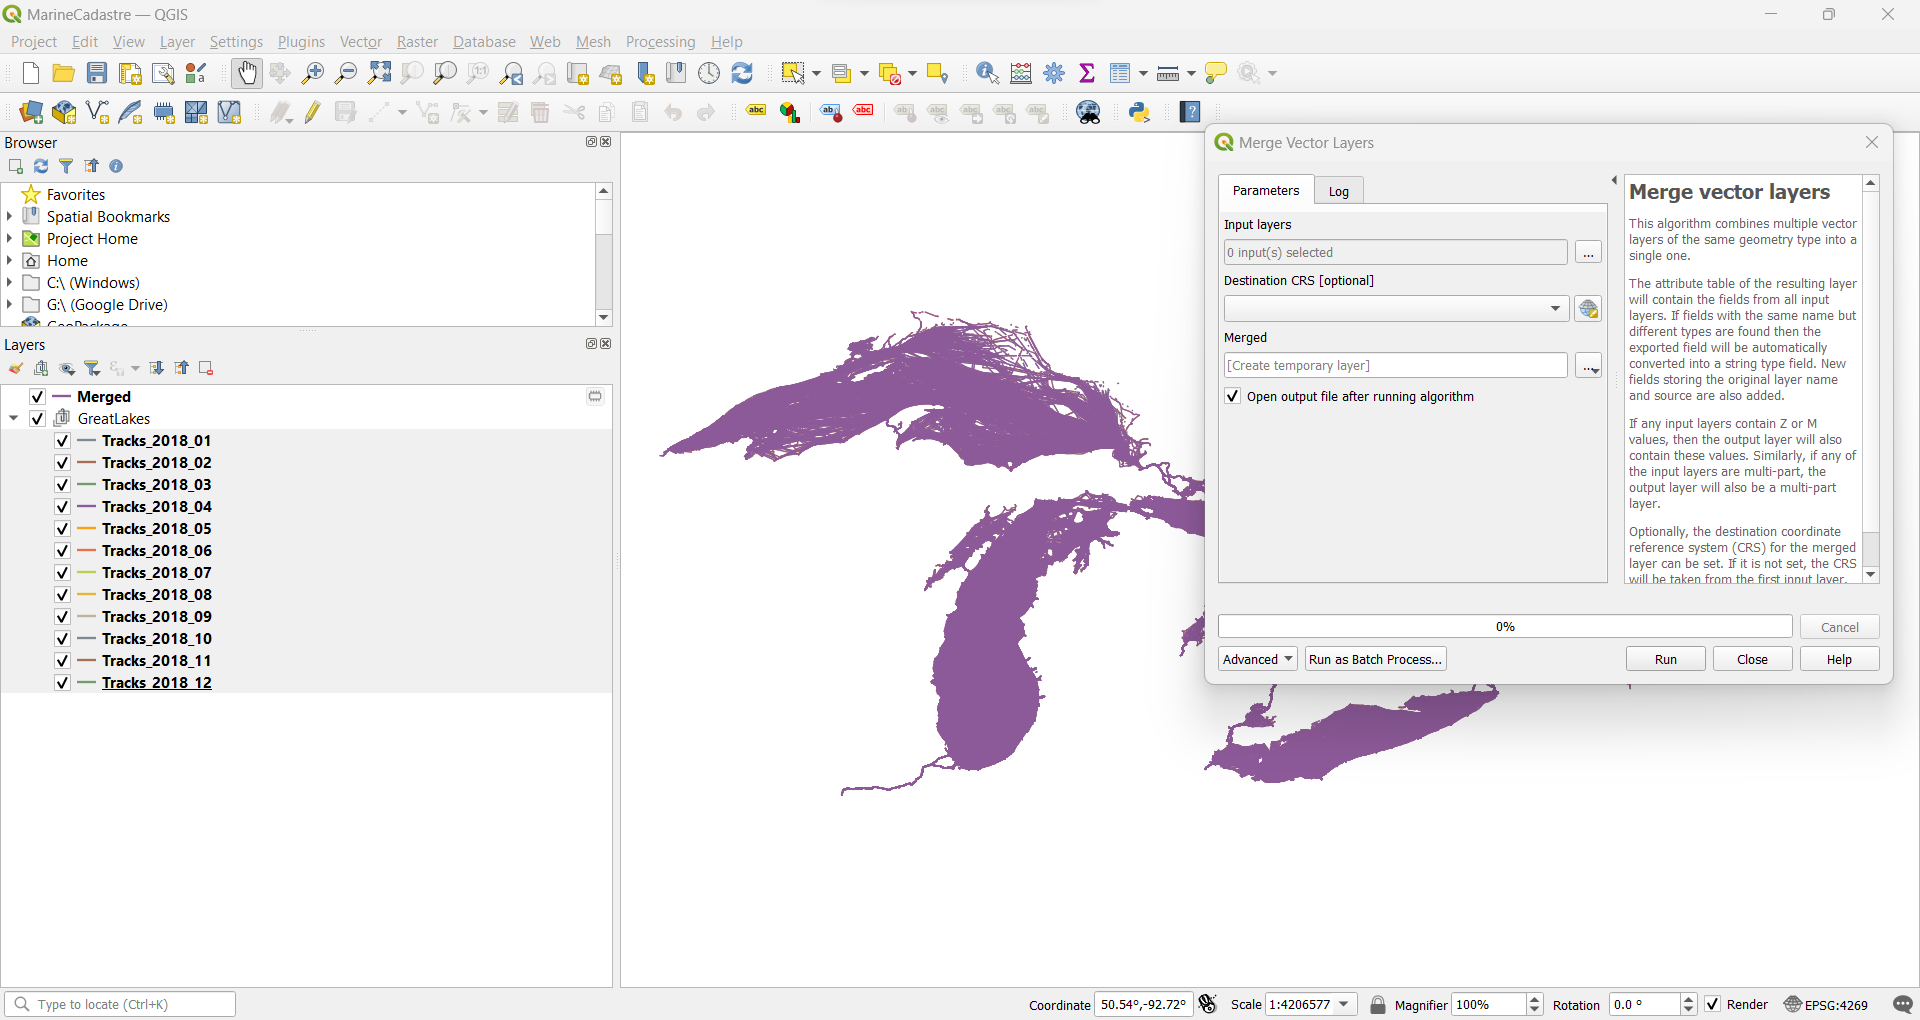 MarineCadastre — QGIS
Project Edit View Layer Settings Plugins Vector Raster Database Web Mesh Processing Help
Browser
Favorites
Spatial Bookmarks
Project Home
Home
C:\ (Windows)
G:\ (Google Drive)
GeoPackage
Layers
Merged
GreatLakes
Tracks_2018_01
Tracks_2018_02
Tracks_2018_03
Tracks_2018_04
Tracks_2018_05
Tracks_2018_06
Tracks_2018_07
Tracks_2018_08
Tracks_2018_09
Tracks_2018_10
Tracks_2018_11
Tracks_2018_12
Merge Vector Layers
Parameters Log
Input layers
0 input(s) selected
...
Destination CRS [optional]
Merged
[Create temporary layer]
...
Open output file after running algorithm
Merge vector layers
This algorithm combines multiple vector
layers of the same geometry type into a
single one.
The attribute table of the resulting layer
will contain the fields from all input
layers. If fields with the same name but
different types are found then the
exported field will be automatically
converted into a string type field. New
fields storing the original layer name
and source are also added.
If any input layers contain Z or M
values, then the output layer will also
contain these values. Similarly, if any of
the input layers are multi-part, the
output layer will also be a multi-part
layer.
Optionally, the destination coordinate
reference system (CRS) for the merged
layer can be set. If it is not set, the CRS
will be taken from the first input layer.
0%
Cancel
Advanced Run as Batch Process... Run Close Help
Type to locate (Ctrl+K)
Coordinate 50.54°,-92.72° Scale 1:4206577 Magnifier 100% Rotation 0.0 ° Render EPSG:4269